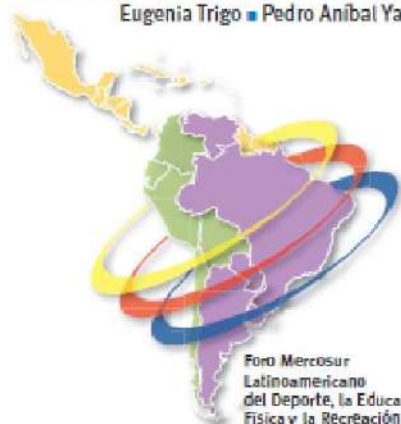 Eugenia Trigo ■ Pedro Aníbal Ya
Foro Mercosur
Latinoamericano
del Deporte, la Educa
Física y la Recreación